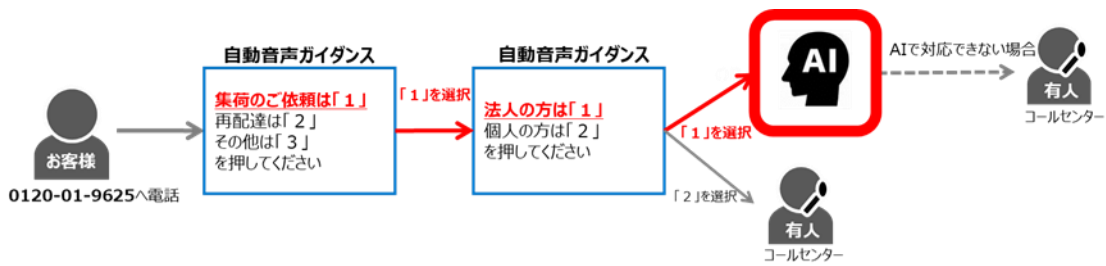 お客様
0120-01-9625へ電話
自動音声ガイダンス
集荷のご依頼は「1」
再配達は「2」
その他は「3」
を押してください
「1」を選択
自動音声ガイダンス
法人の方は「1」
個人の方は「2」
を押してください
「1」を選択
「2」を選択
AI
AIで対応できない場合
有人
コールセンター
有人
コールセンター